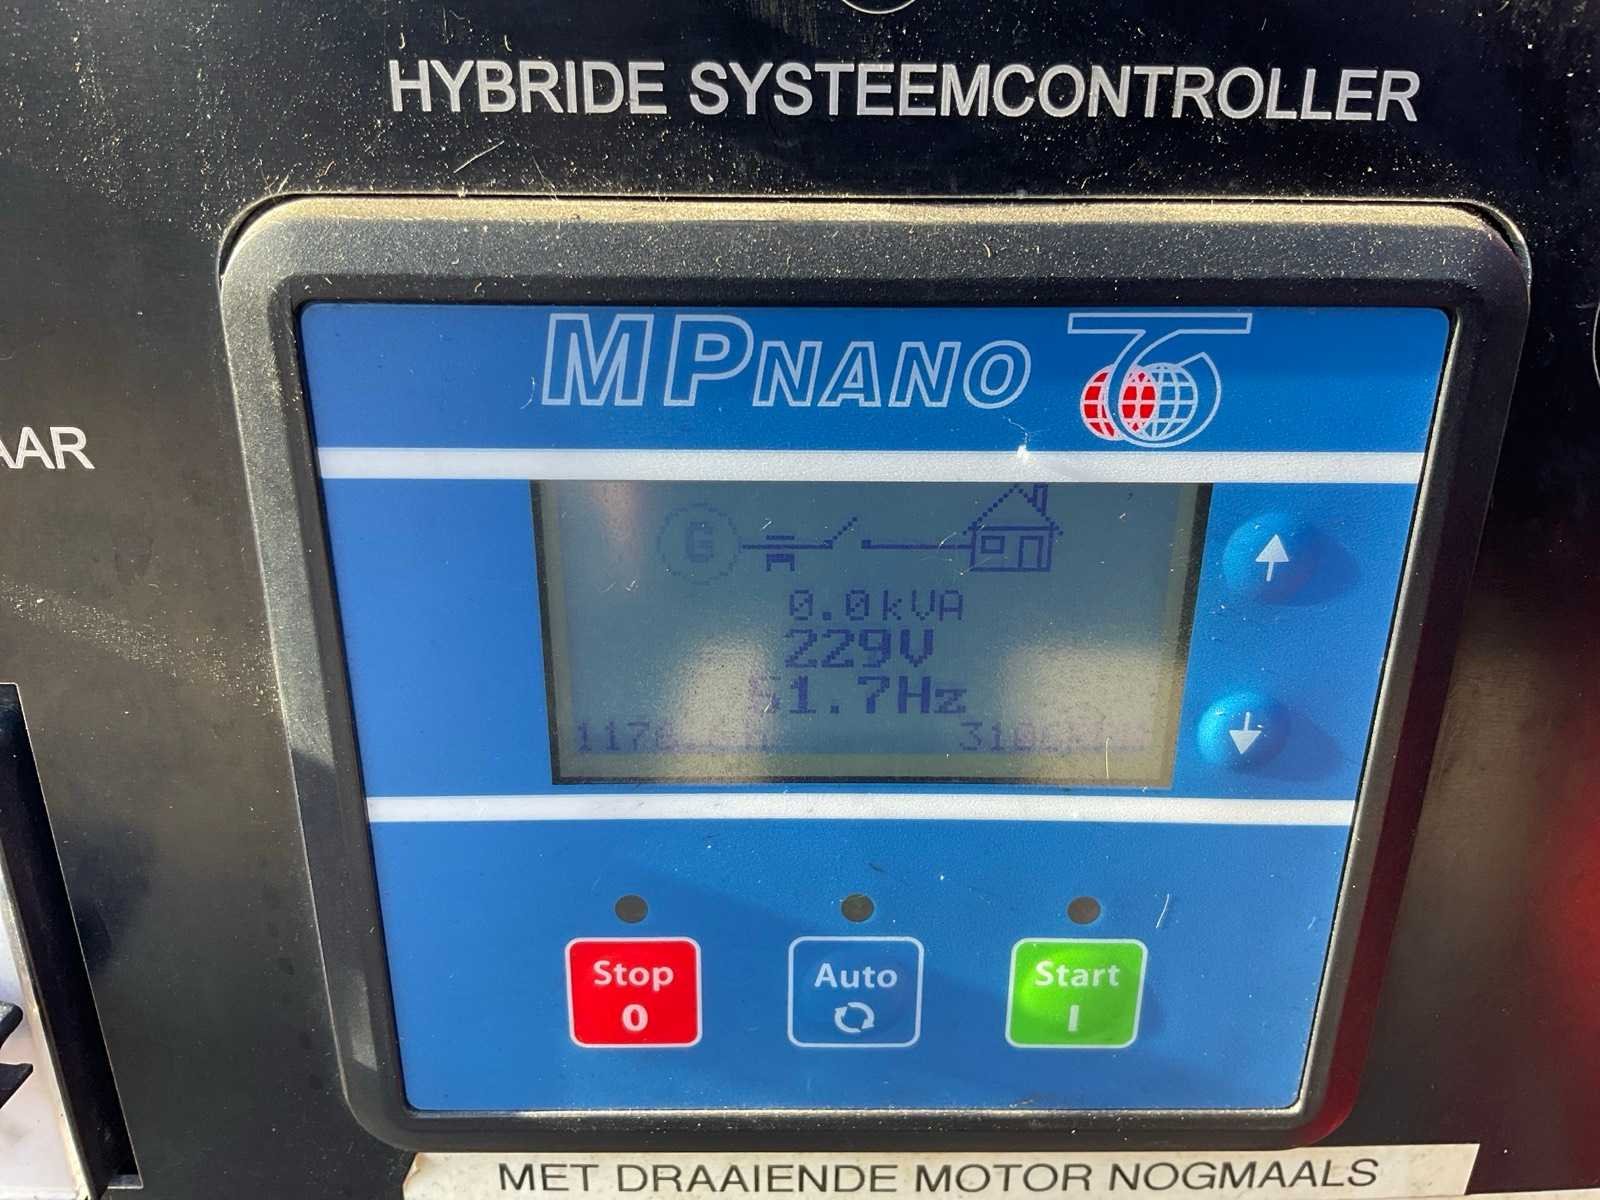 HYBRIDE SYSTEEMCONTROLLER
MPNANO
AAR
G
0.0kVA
229V
51.7Hz
Stop
0
Auto
Start
I
MET DRAAIENDE MOTOR NOGMAALS